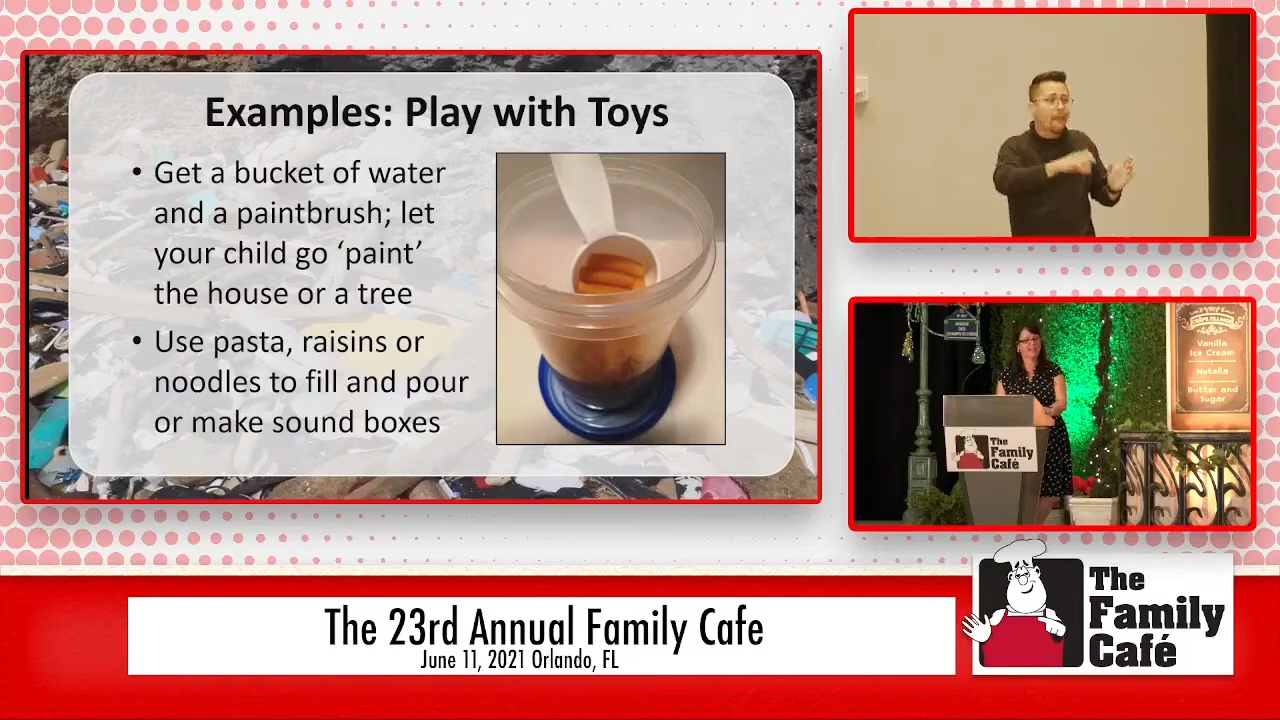 Examples: Play with Toys
• Get a bucket of water
and a paintbrush; let
your child go ‘paint’
the house or a tree
• Use pasta, raisins or
noodles to fill and pour
or make sound boxes
Vanilla
Ice Cream
Nutella
Butter and
Sugar
The
Family
Café
The 23rd Annual Family Cafe
June 11, 2021 Orlando, FL
The
Family
Café